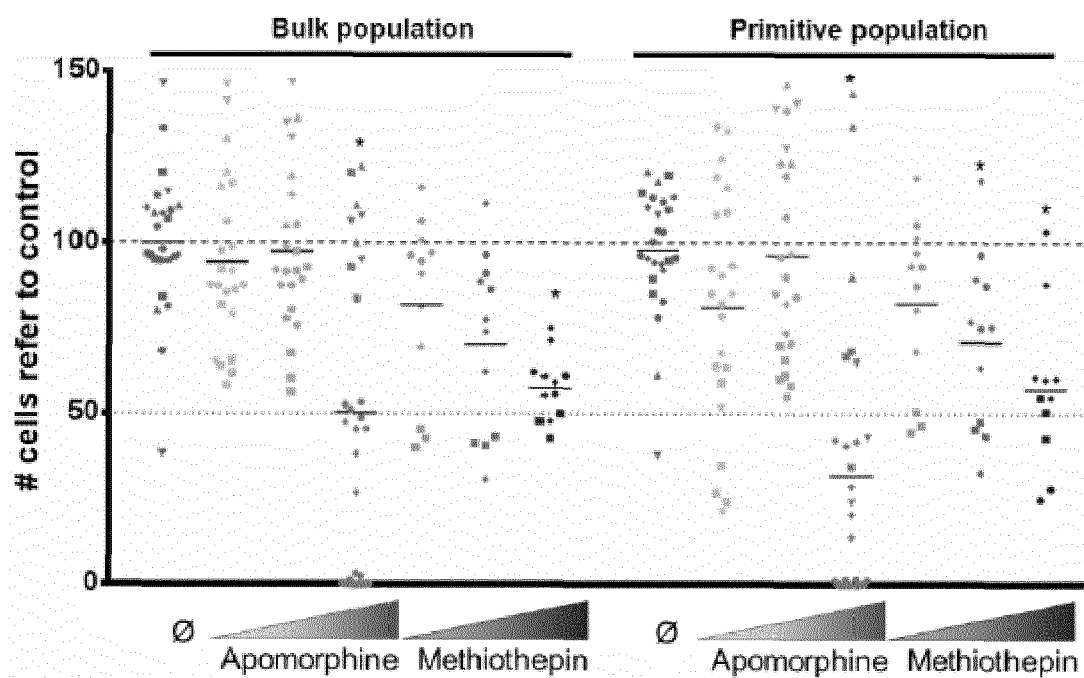 Bulk population
Primitive population
# cells refer to control
150
100
50
0
*
*
*
*
*
Ø
Apomorphine
Methiothepin
Ø
Apomorphine
Methiothepin